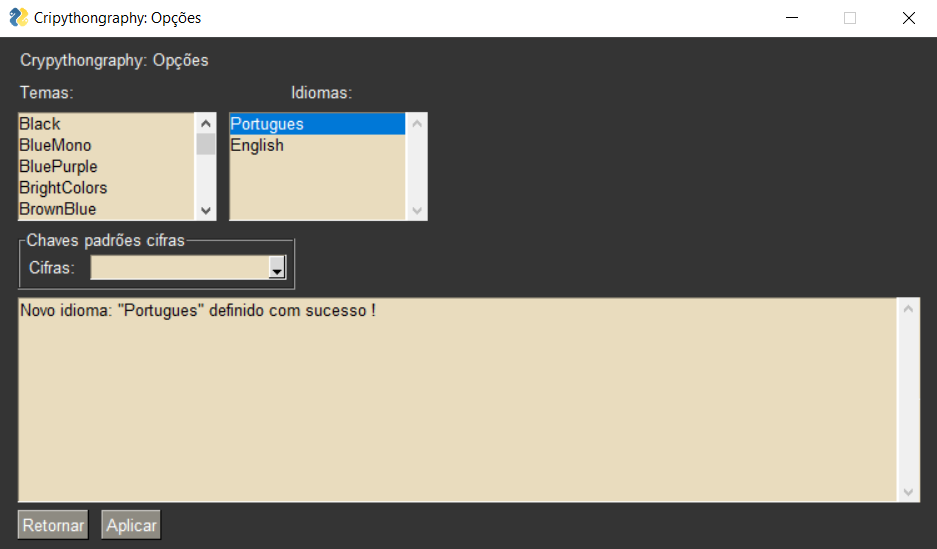 Cripythongraphy: Opções
Crypythongraphy: Opções
Temas: Idiomas:
Black Portugues
BlueMono English
BluePurple
BrightColors
BrownBlue
Chaves padrões cifras
Cifras:
Novo idioma: "Portugues" definido com sucesso !
Retornar Aplicar